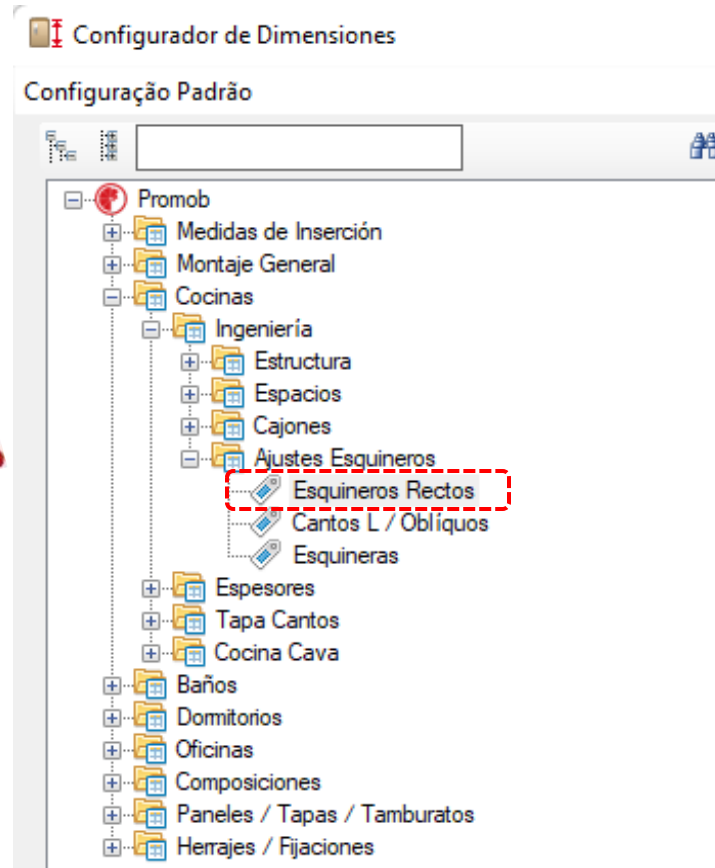 Configurador de Dimensiones
Configuração Padrão
Promob
Medidas de Inserción
Montaje General
Cocinas
Ingeniería
Estructura
Espacios
Cajones
Ajustes Esquineros
Esquineros Rectos
Cantos L / Oblíquos
Esquineras
Espesores
Tapa Cantos
Cocina Cava
Baños
Dormitorios
Oficinas
Composiciones
Paneles / Tapas / Tamburatos
Herrajes / Fijaciones